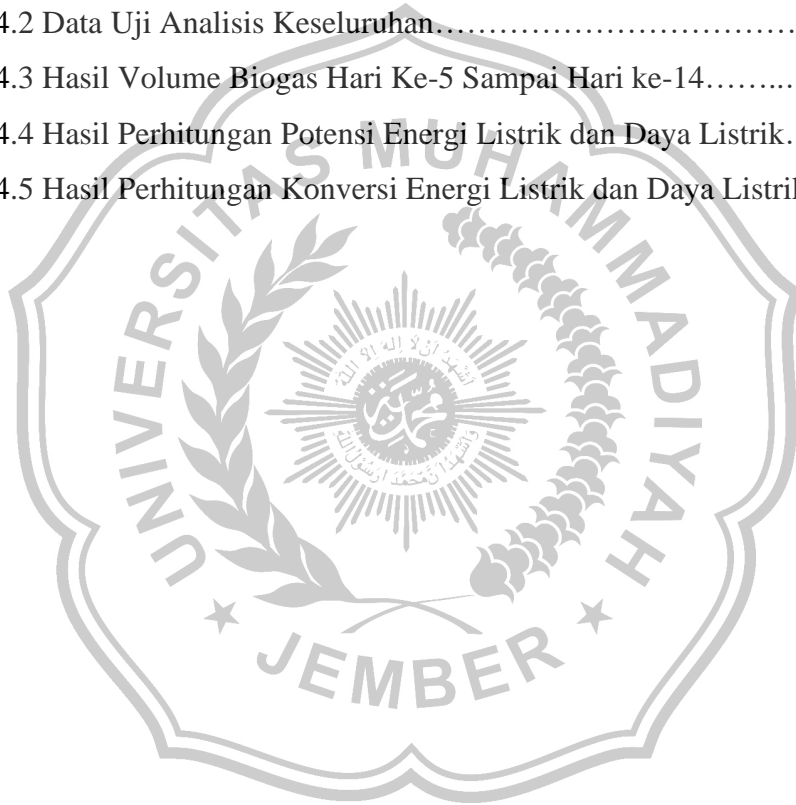 4.2 Data Uji Analisis Keseluruhan……………………………
4.3 Hasil Volume Biogas Hari Ke-5 Sampai Hari ke-14……..…
4.4 Hasil Perhitungan Potensi Energi Listrik dan Daya Listrik..
4.5 Hasil Perhitungan Konversi Energi Listrik dan Daya Listrik
UNIVERSITAS MUHAMMADIYAH
JEMBER